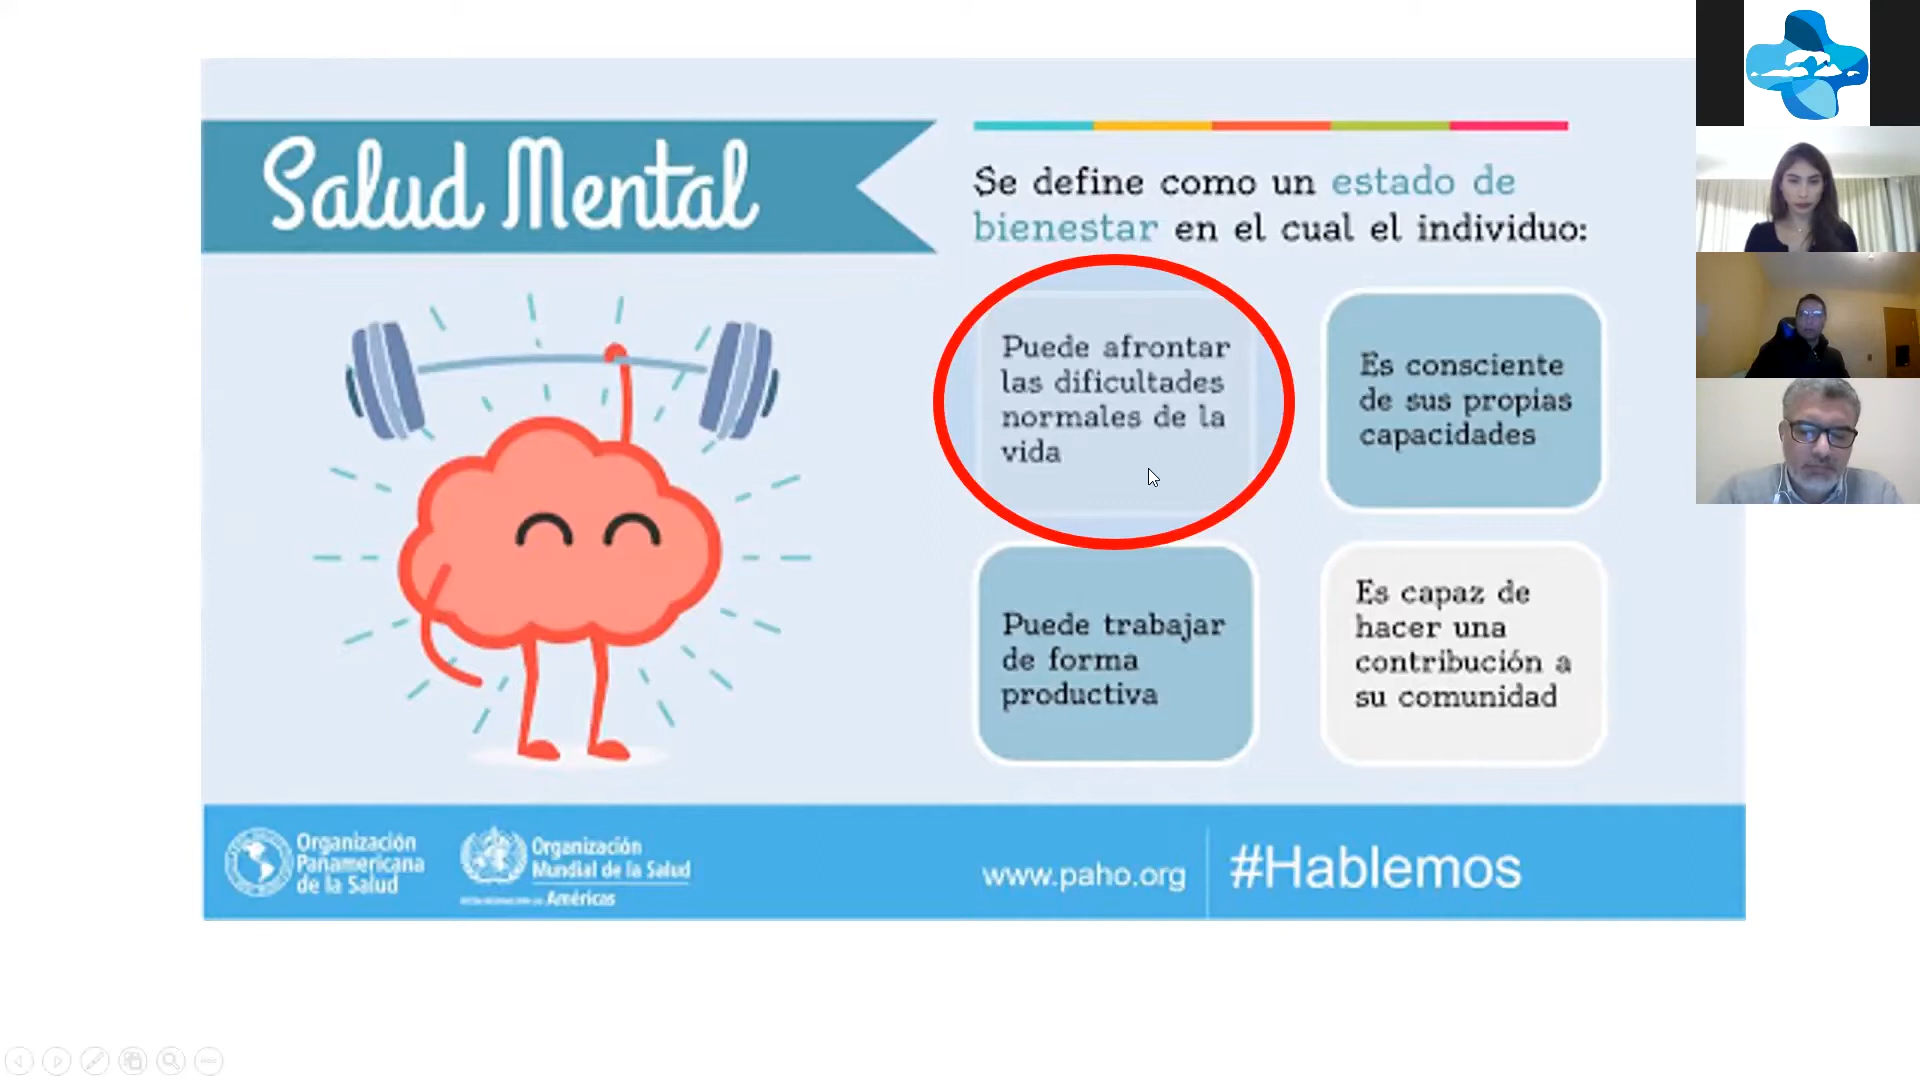 Salud Mental
Se define como un estado de
bienestar en el cual el individuo:
Puede afrontar
las dificultades
normales de la
vida
Es consciente
de sus propias
capacidades
Puede trabajar
de forma
productiva
Es capaz de
hacer una
contribución a
su comunidad
Organización
Panamericana
de la Salud
Organización
Mundial de la Salud
Américas
www.paho.org
#Hablemos